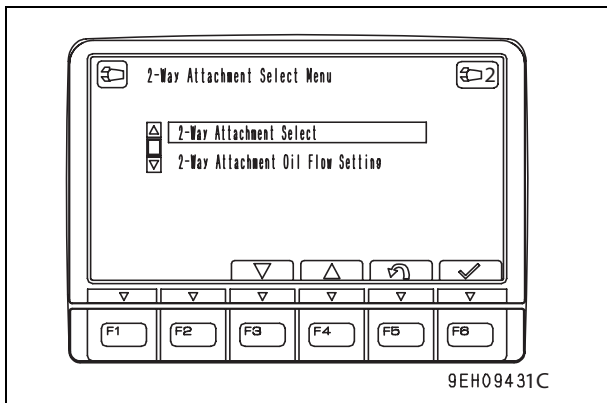 2-Way Attachment Select Menu
2
2-Way Attachment Select
2-Way Attachment Oil Flow Setting
F1 F2 F3 F4 F5 F6
9EH09431C